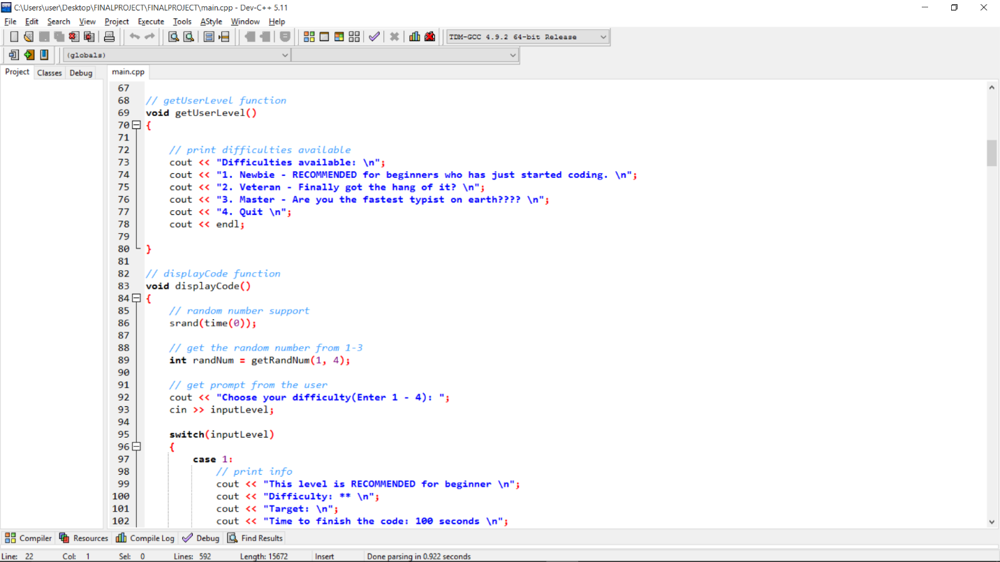 C:\Users\user\Desktop\FINALPROJECT\FINALPROJECT\main.cpp - Dev-C++ 5.11
File Edit Search View Project Execute Tools AStyle Window Help
TDM-GCC 4.9.2 64-bit Release
(globals)
Project Classes Debug main.cpp
67
68 // getUserLevel function
69 void getUserLevel()
70 {
71
72 // print difficulties available
73 cout << "Difficulties available: \n";
74 cout << "1. Newbie - RECOMMENDED for beginners who has just started coding. \n";
75 cout << "2. Veteran - Finally got the hang of it? \n";
76 cout << "3. Master - Are you the fastest typist on earth???? \n";
77 cout << "4. Quit \n";
78 cout << endl;
79
80 }
81
82 // displayCode function
83 void displayCode()
84 {
85 // random number support
86 srand(time(0));
87
88 // get the random number from 1-3
89 int randNum = getRandNum(1, 4);
90
91 // get prompt from the user
92 cout << "Choose your difficulty(Enter 1 - 4): ";
93 cin >> inputLevel;
94
95 switch(inputLevel)
96 {
97 case 1:
98 // print info
99 cout << "This level is RECOMMENDED for beginner \n";
100 cout << "Difficulty: ** \n";
101 cout << "Target: \n";
102 cout << "Time to finish the code: 100 seconds \n";
Compiler Resources Compile Log Debug Find Results
Line: 22 Col: 1 Sel: 0 Lines: 592 Length: 15672 Insert Done parsing in 0.922 seconds